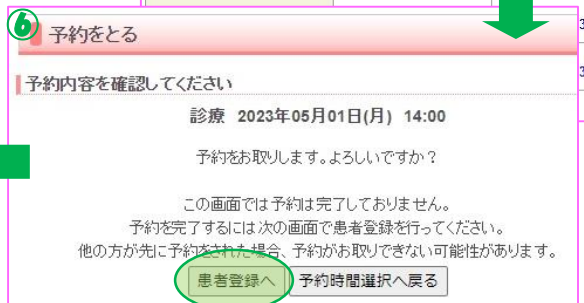 ⑥
予約をとる
予約内容を確認してください
診療 2023年05月01日(月) 14:00
予約をお取りします。よろしいですか？
この画面では予約は完了しておりません。
予約を完了するには次の画面で患者登録を行ってください。
他の方が先に予約をされた場合、予約がお取りできない可能性があります。
患者登録へ 予約時間選択へ戻る